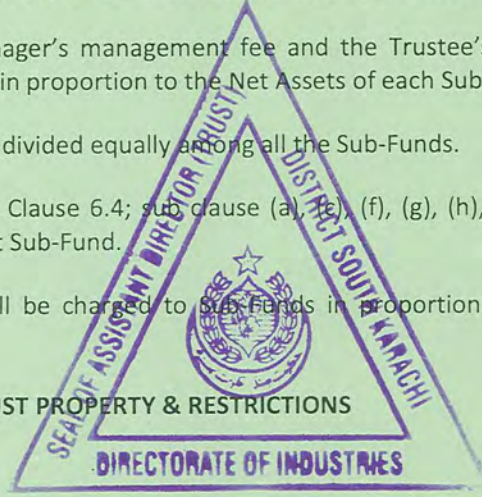 nager's management fee and the Trustee's
in proportion to the Net Assets of each Sub
divided equally among all the Sub-Funds.
Clause 6.4; sub clause (a), (c), (f), (g), (h),
t Sub-Fund.
ll be charged to Sub-Funds in proportion
UST PROPERTY & RESTRICTIONS
SEAL OF ASSISTANT DIRECTOR (TRUST)
DISTRICT SOUTH KARACHI
DIRECTORATE OF INDUSTRIES